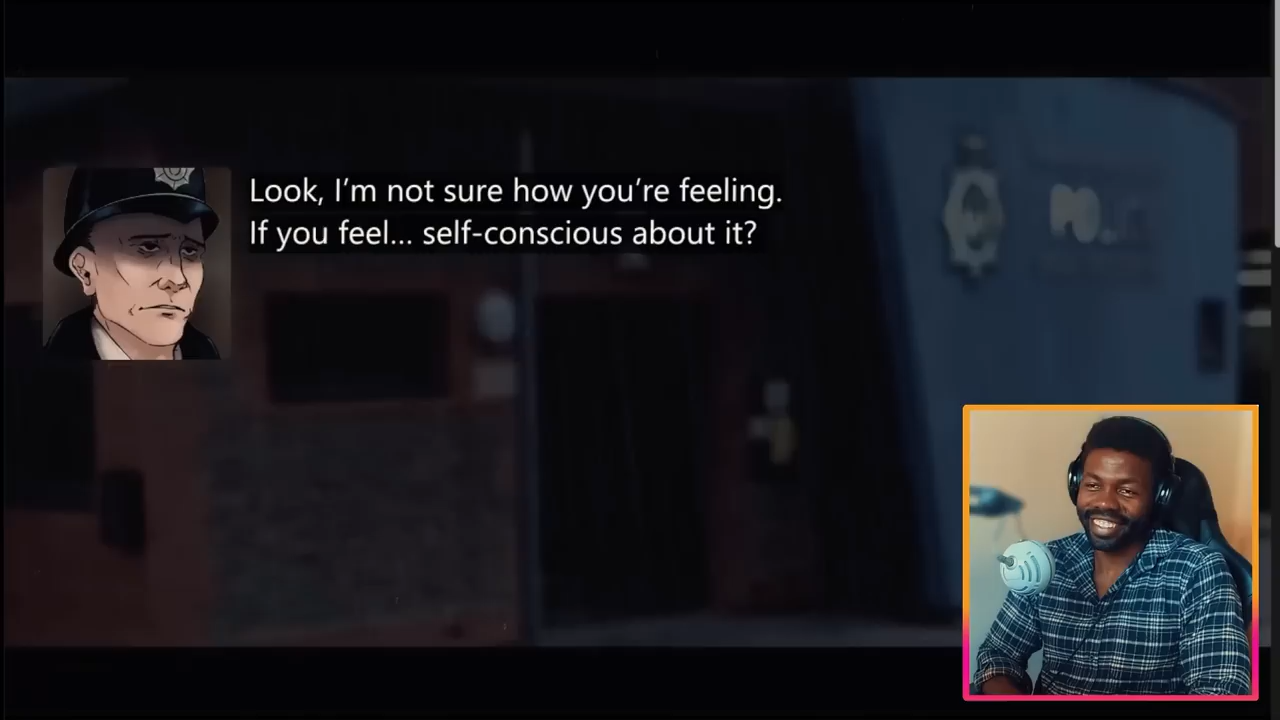 Look, I’m not sure how you’re feeling.
If you feel... self-conscious about it?